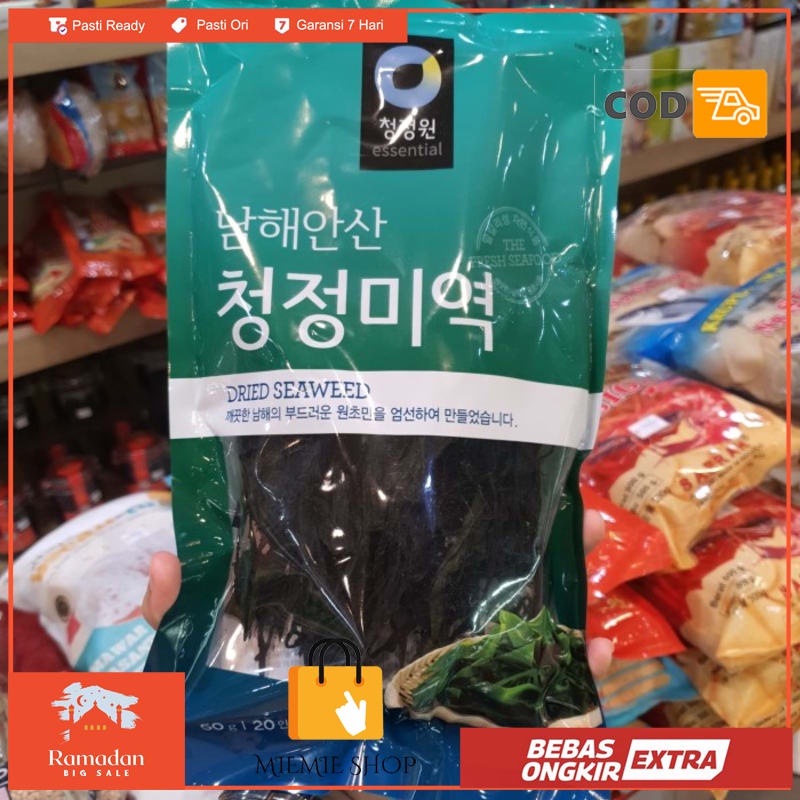 Pasti Ready
Pasti Ori
7 Garansi 7 Hari
COD
청정원
essential
남해안산
청정미역
THE
FRESH SEAFOOD
DRIED SEAWEED
깨끗한 남해의 부드러운 원초만을 엄선하여 만들었습니다.
50g | 20인
Ramadan
BIG SALE
MIEMIE SHOP
BEBAS
ONGKIR
EXTRA